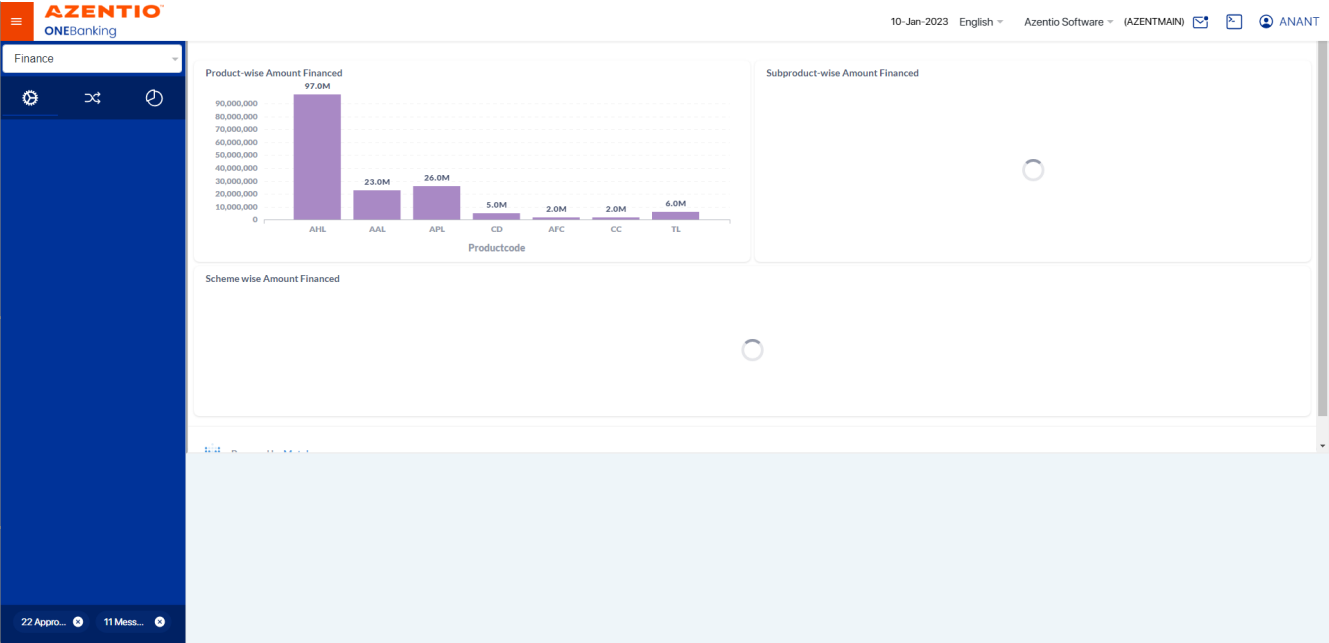 AZENTIO
ONEBanking
10-Jan-2023 English Azentio Software (AZENTMAIN) ANANT
Finance
Product-wise Amount Financed
97.0M
90,000,000
80,000,000
70,000,000
60,000,000
50,000,000
40,000,000
30,000,000
20,000,000
10,000,000
0
23.0M
26.0M
5.0M
2.0M
2.0M
6.0M
AHL AAL APL CD AFC CC TL
Productcode
Subproduct-wise Amount Financed
Scheme wise Amount Financed
22 Appro... 11 Mess...